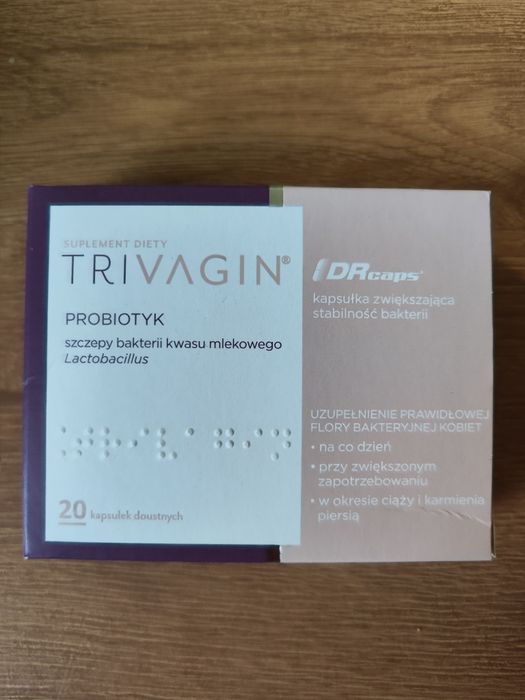 SUPLEMENT DIETY
TRIVAGIN®
PROBIOTYK
szczepy bakterii kwasu mlekowego
Lactobacillus
20 kapsułek doustnych
DRcaps
kapsułka zwiększająca
stabilność bakterii
UZUPEŁNIENIE PRAWIDŁOWEJ
FLORY BAKTERYJNEJ KOBIET
• na co dzień
• przy zwiększonym
zapotrzebowaniu
• w okresie ciąży i karmienia
piersią